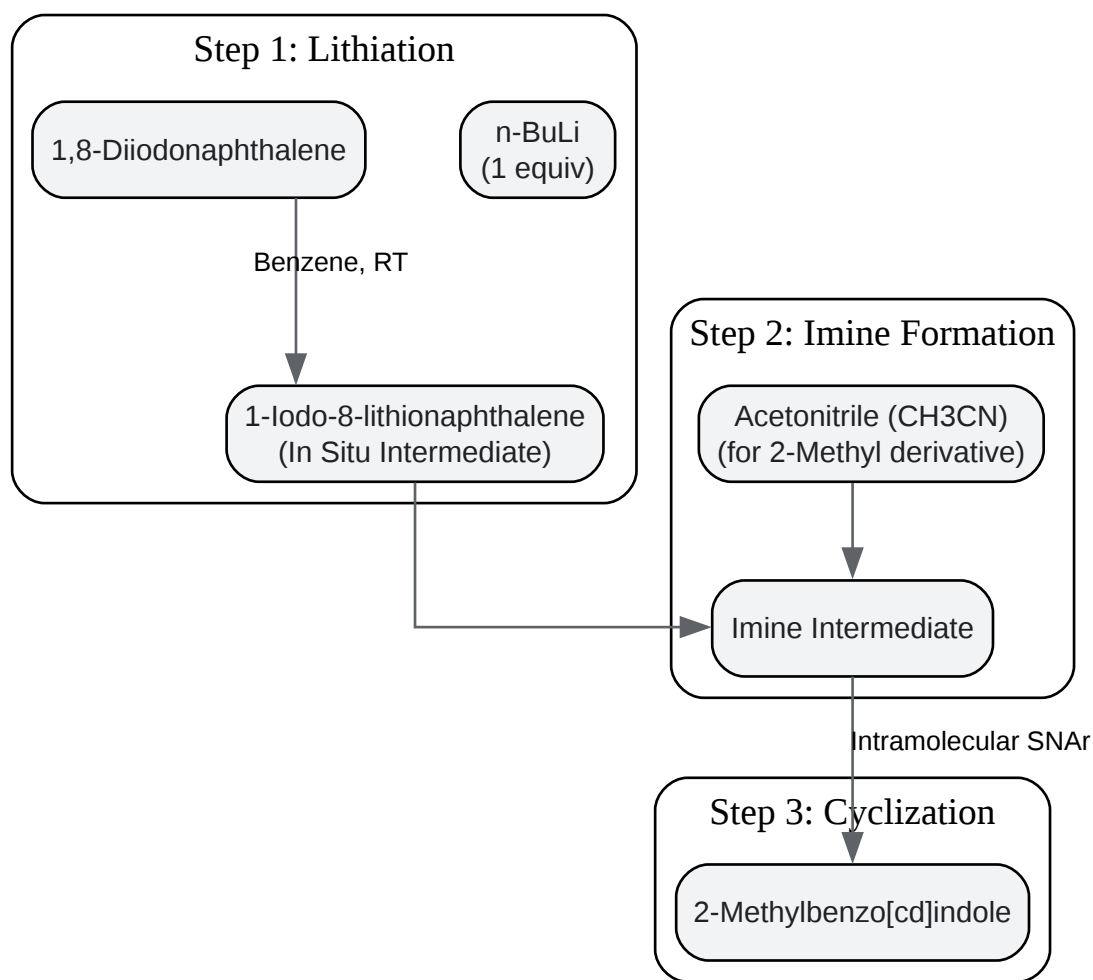 Step 1: Lithiation
1,8-Diiodonaphthalene
n-BuLi
(1 equiv)
Benzene, RT
1-Iodo-8-lithionaphthalene
(In Situ Intermediate)
Step 2: Imine Formation
Acetonitrile (CH3CN)
(for 2-Methyl derivative)
Imine Intermediate
Intramolecular SNAr
Step 3: Cyclization
2-Methylbenzo[cd]indole